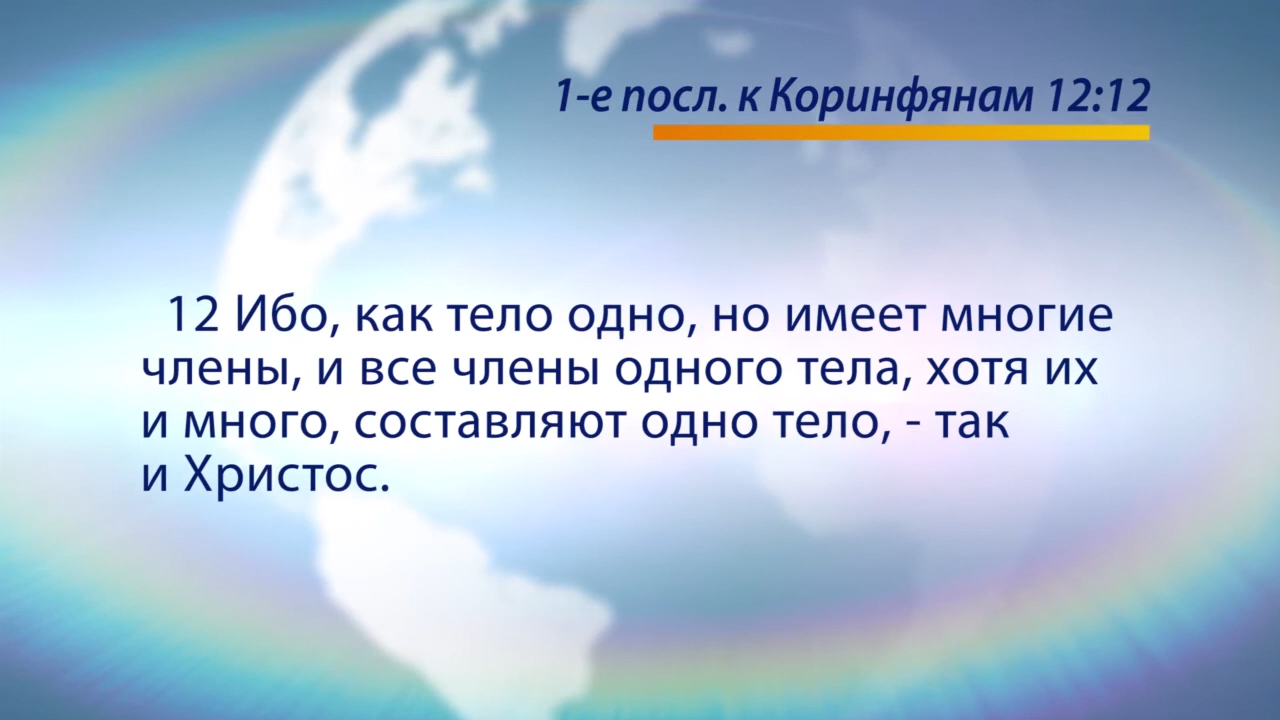 1-е посл. к Коринфянам 12:12
12 Ибо, как тело одно, но имеет многие
члены, и все члены одного тела, хотя их
и много, составляют одно тело, - так
и Христос.